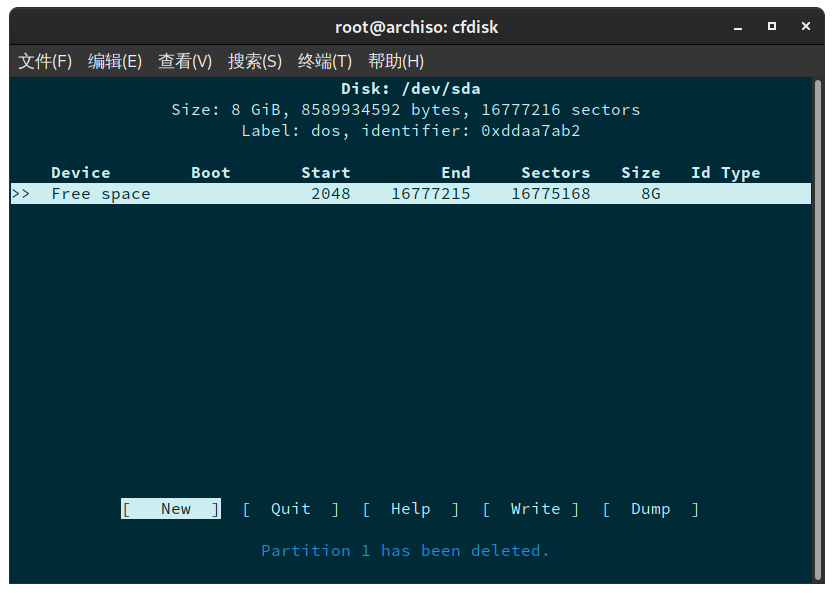 root@archiso: cfdisk
文件(F) 编辑(E) 查看(V) 搜索(S) 终端(T) 帮助(H)
Disk: /dev/sda
Size: 8 GiB, 8589934592 bytes, 16777216 sectors
Label: dos, identifier: 0xddaa7ab2
Device Boot Start End Sectors Size Id Type
>> Free space 2048 16777215 16775168 8G
[ New ] [ Quit ] [ Help ] [ Write ] [ Dump ]
Partition 1 has been deleted.